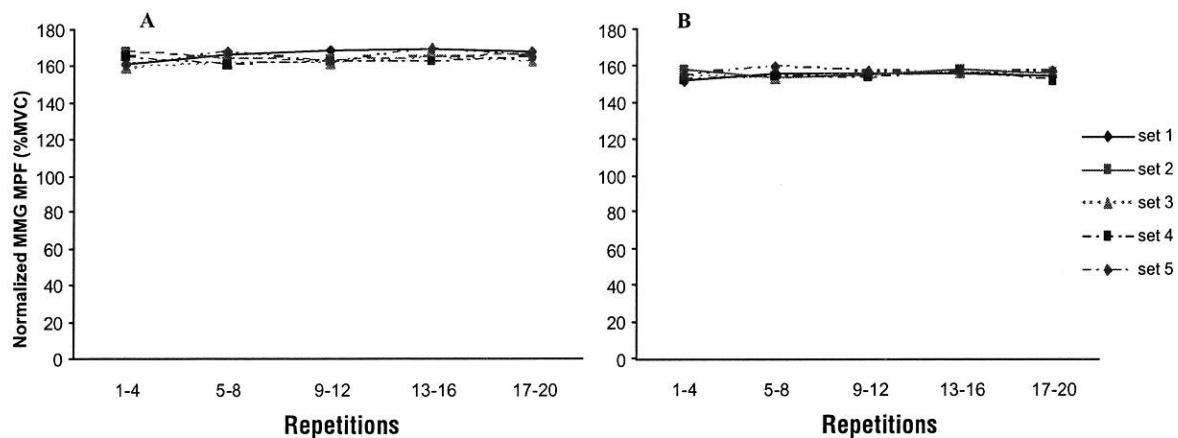 A
Normalized MMG MPF (%MVC)
180
160
140
120
100
80
60
40
20
0
1-4 5-8 9-12 13-16 17-20
Repetitions
B
180
160
140
120
100
80
60
40
20
0
1-4 5-8 9-12 13-16 17-20
Repetitions
set 1
set 2
set 3
set 4
set 5